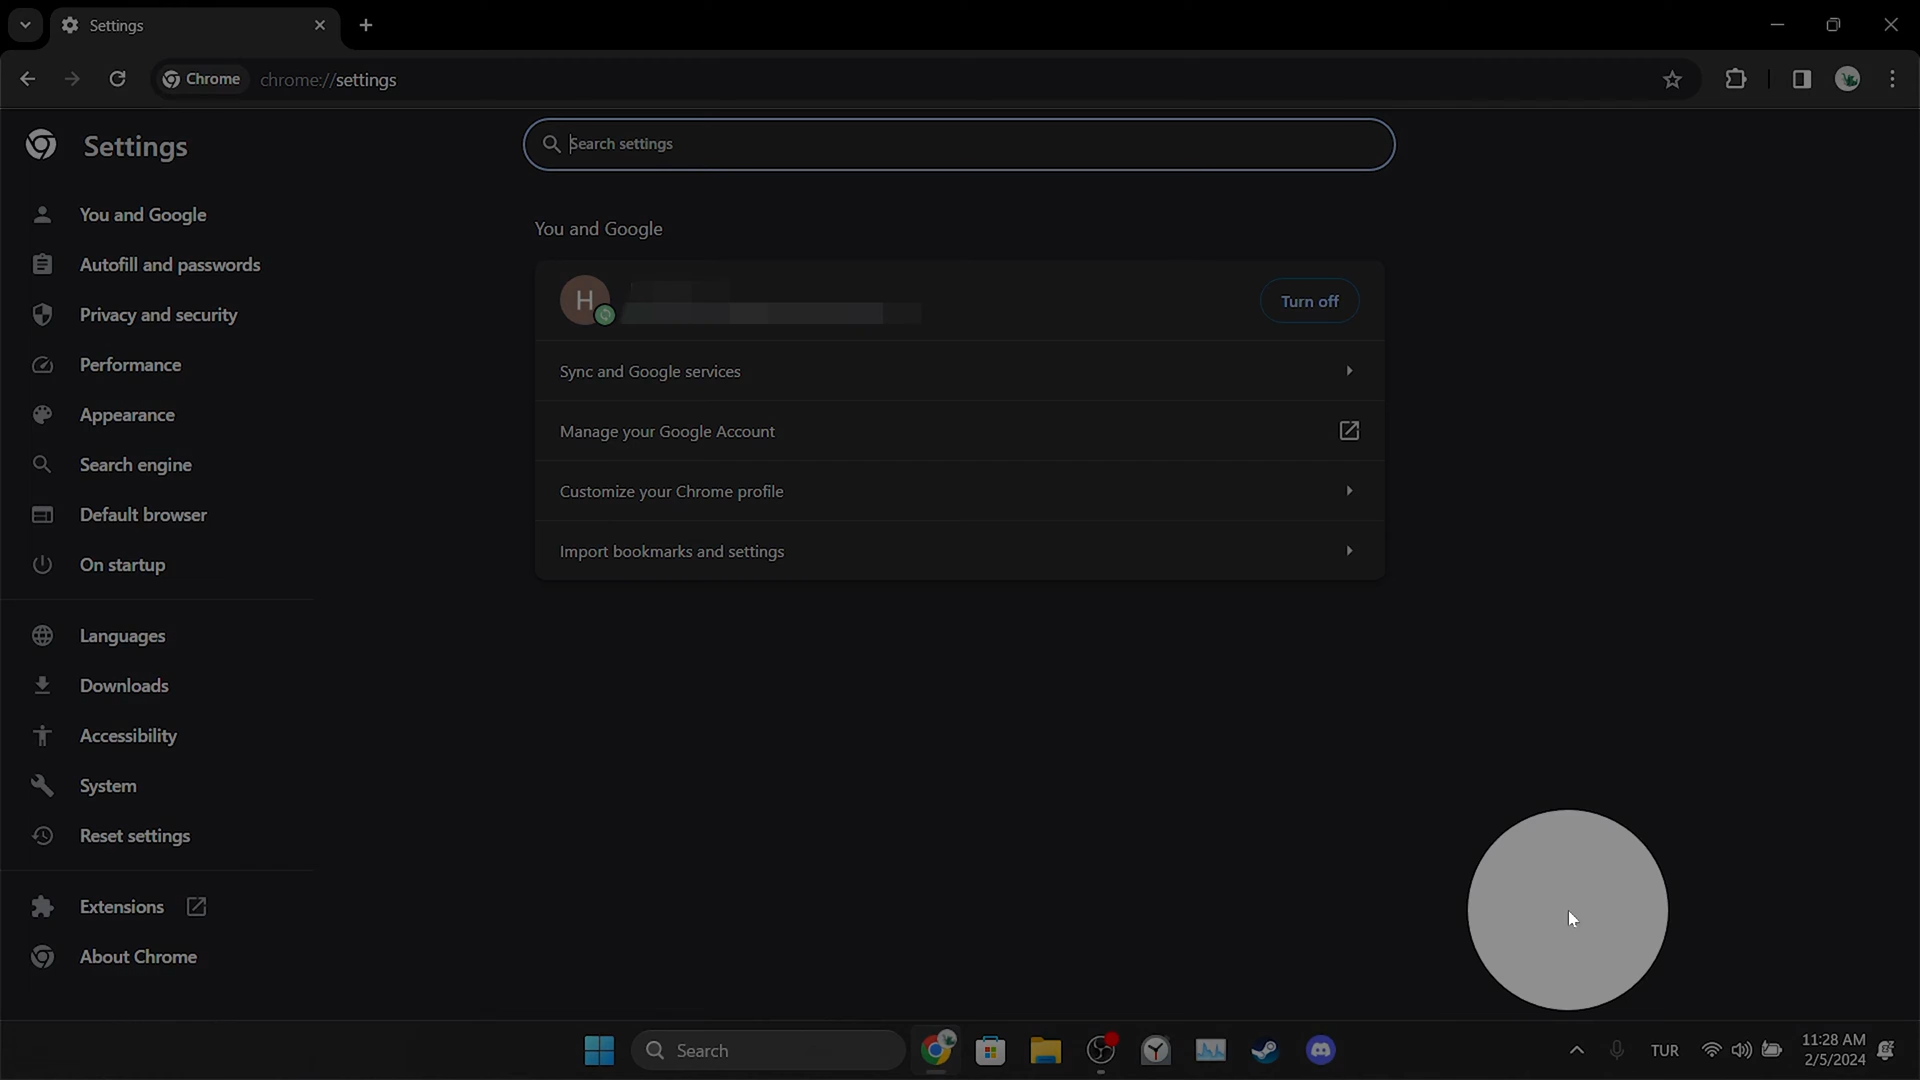 Settings
Chrome
chrome://settings
Settings
Search settings
You and Google
Autofill and passwords
Privacy and security
Performance
Appearance
Search engine
Default browser
On startup
Languages
Downloads
Accessibility
System
Reset settings
Extensions
About Chrome
You and Google
H
Turn off
Sync and Google services
Manage your Google Account
Customize your Chrome profile
Import bookmarks and settings
Search
TUR
11:28 AM
2/5/2024